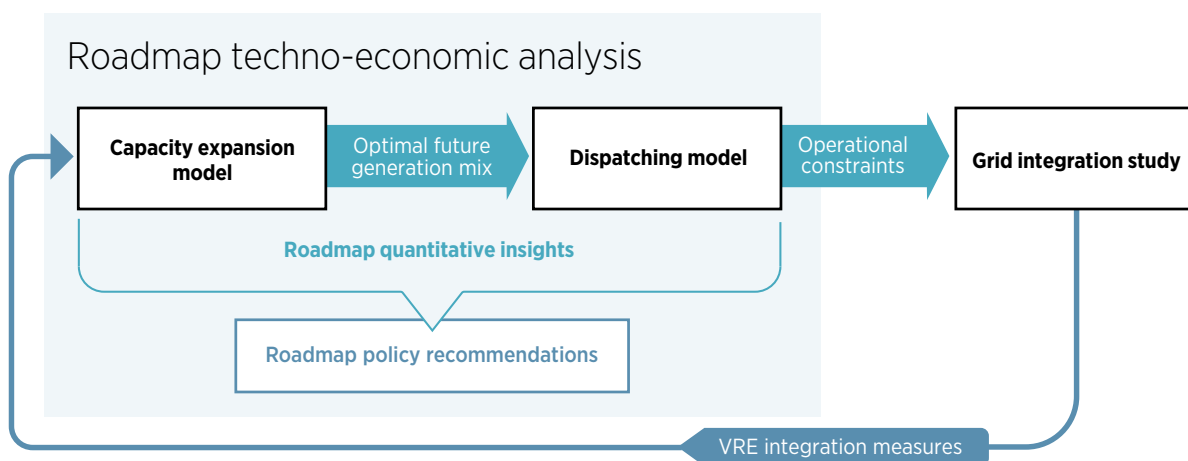 Roadmap techno-economic analysis
Capacity expansion
model
Optimal future
generation mix
Dispatching model
Operational
constraints
Grid integration study
Roadmap quantitative insights
Roadmap policy recommendations
VRE integration measures